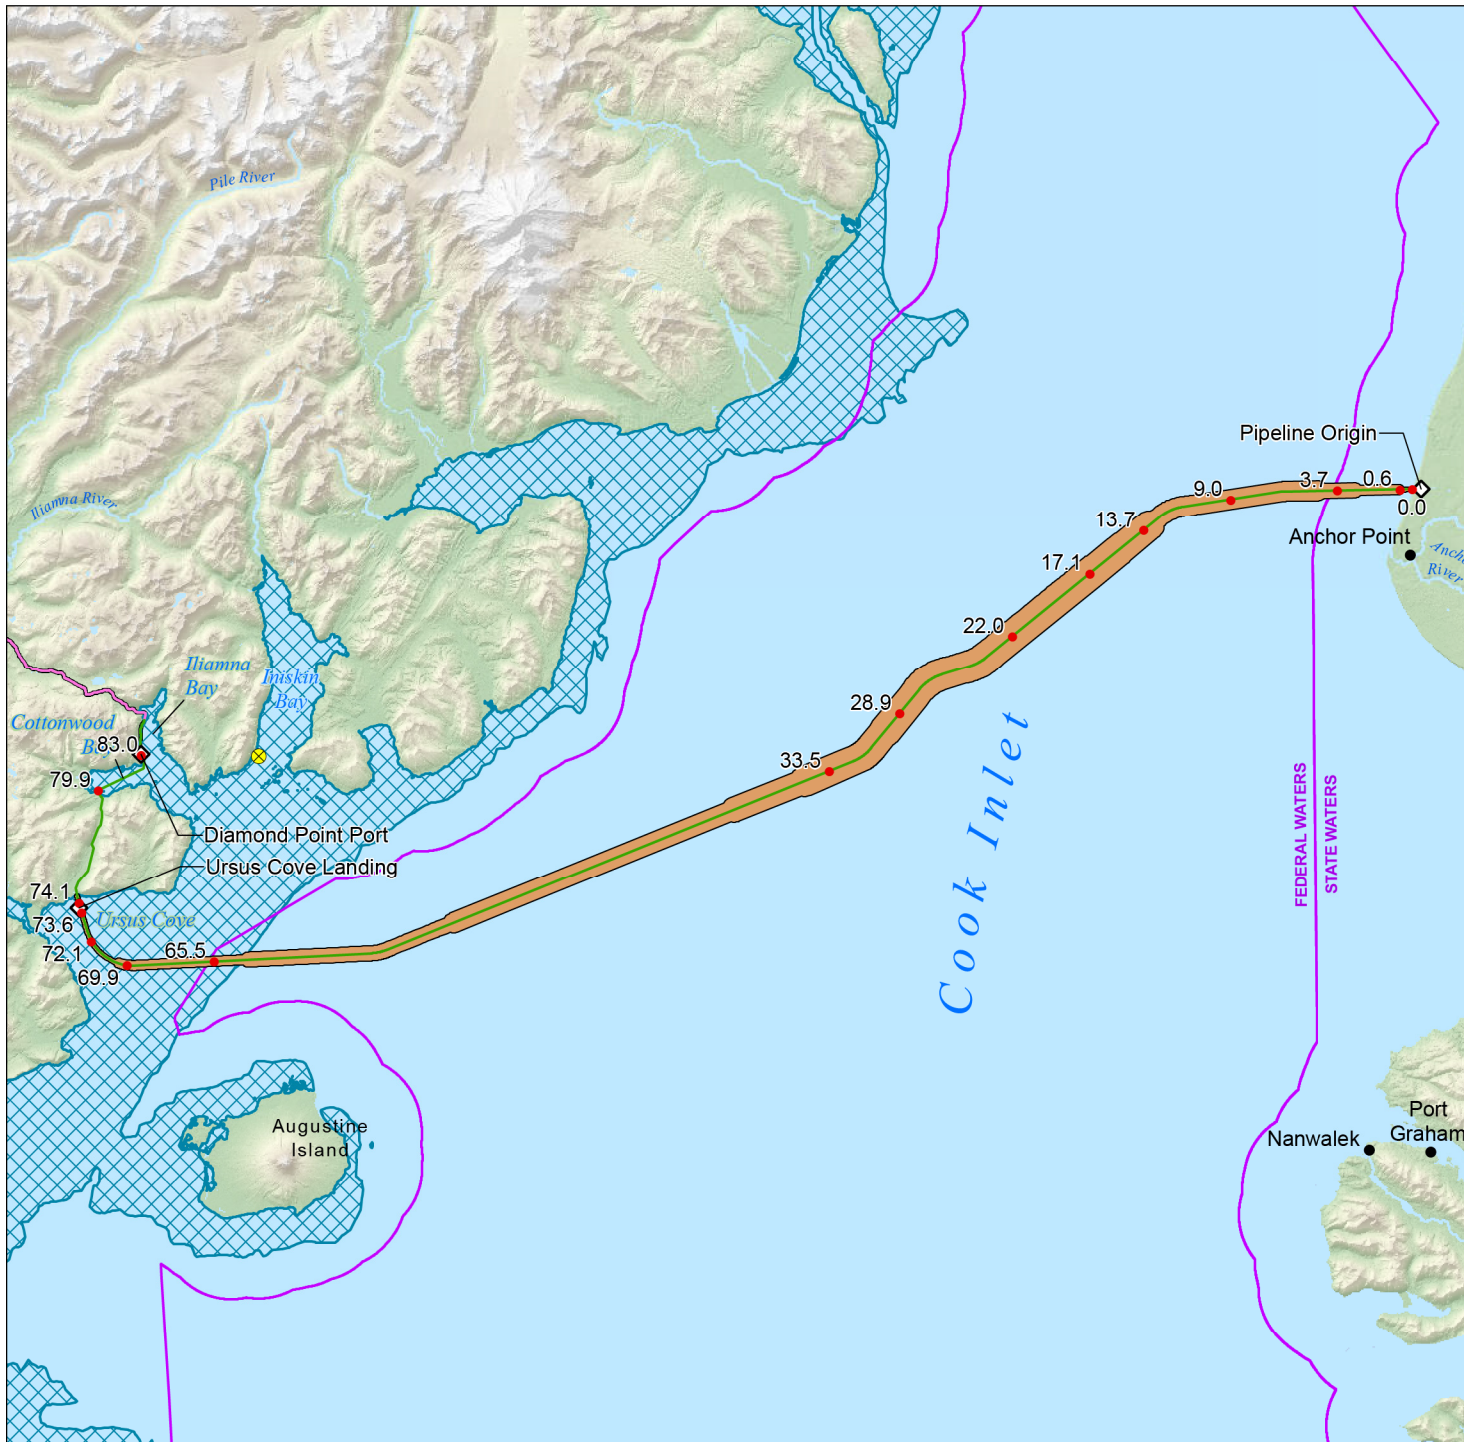 Pile River
Iliamna River
Pipeline Origin
9.0
3.7
0.6
0.0
13.7
Anchor Point
17.1
River
22.0
Iliamna
Bay
Iniskin
Bay
28.9
Cottonwood
83.0
33.5
79.9
Cook Inlet
FEDERAL WATERS
STATE WATERS
Diamond Point Port
Ursus Cove Landing
74.1
73.6
Ursus Cove
72.1
65.5
69.9
Augustine
Island
Nanwalek
Port
Graham